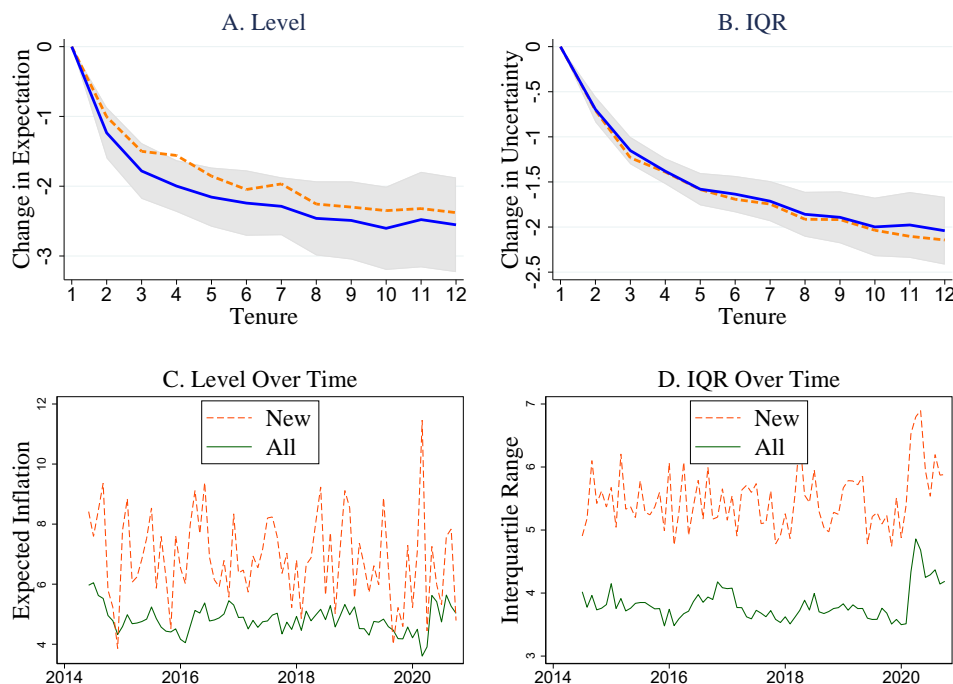 A. Level
Change in Expectation
0
-1
-2
-3
1 2 3 4 5 6 7 8 9 10 11 12
Tenure
B. IQR
Change in Uncertainty
0
-.5
-1
-1.5
-2
-2.5
1 2 3 4 5 6 7 8 9 10 11 12
Tenure
C. Level Over Time
Expected Inflation
12
10
8
6
4
New
All
2014 2016 2018 2020
D. IQR Over Time
Interquartile Range
7
6
5
4
3
New
All
2014 2016 2018 2020